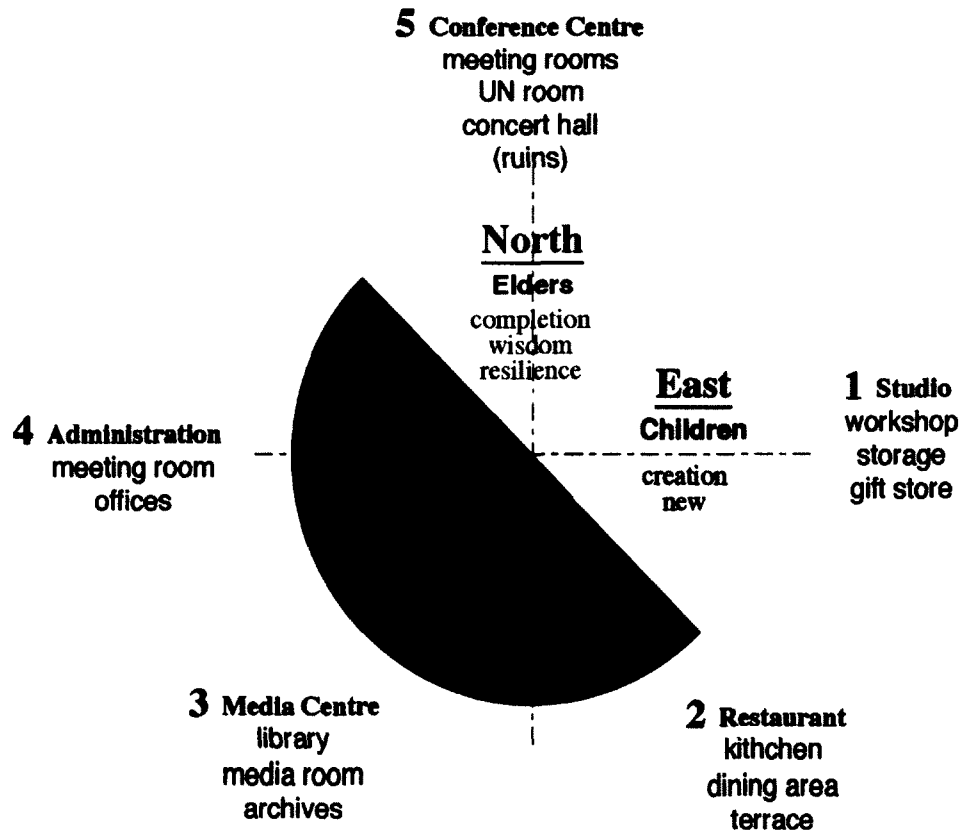 5 Conference Centre
meeting rooms
UN room
concert hall
(ruins)
North
Elders
completion
wisdom
resilience
East
Children
creation
new
1 Studio
workshop
storage
gift store
4 Administration
meeting room
offices
3 Media Centre
library
media room
archives
2 Restaurant
kithchen
dining area
terrace